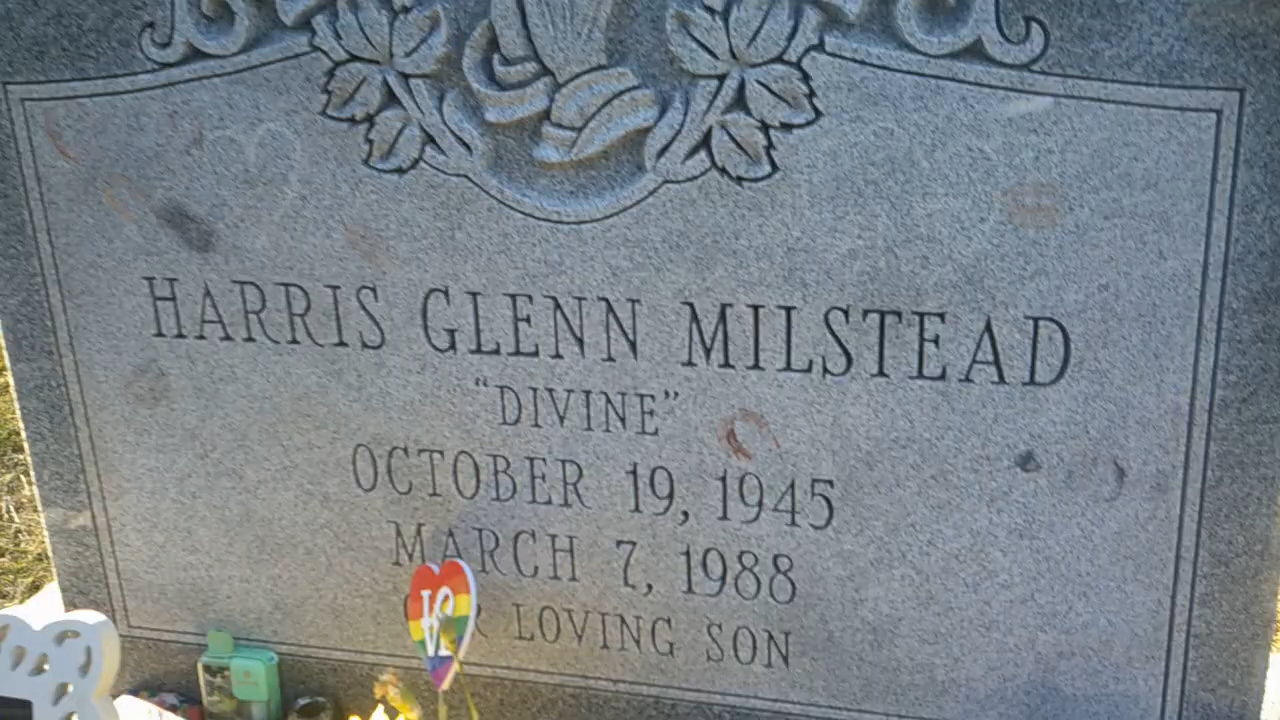 HARRIS GLENN MILSTEAD
“DIVINE”
OCTOBER 19, 1945
MARCH 7, 1988
LOVING SON